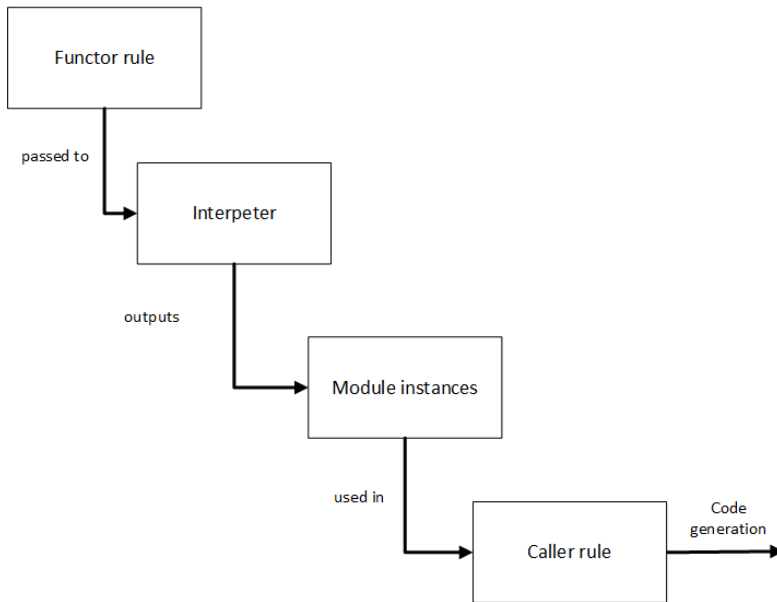 Functor rule
passed to
Interpeter
outputs
Module instances
used in
Code
generation
Caller rule